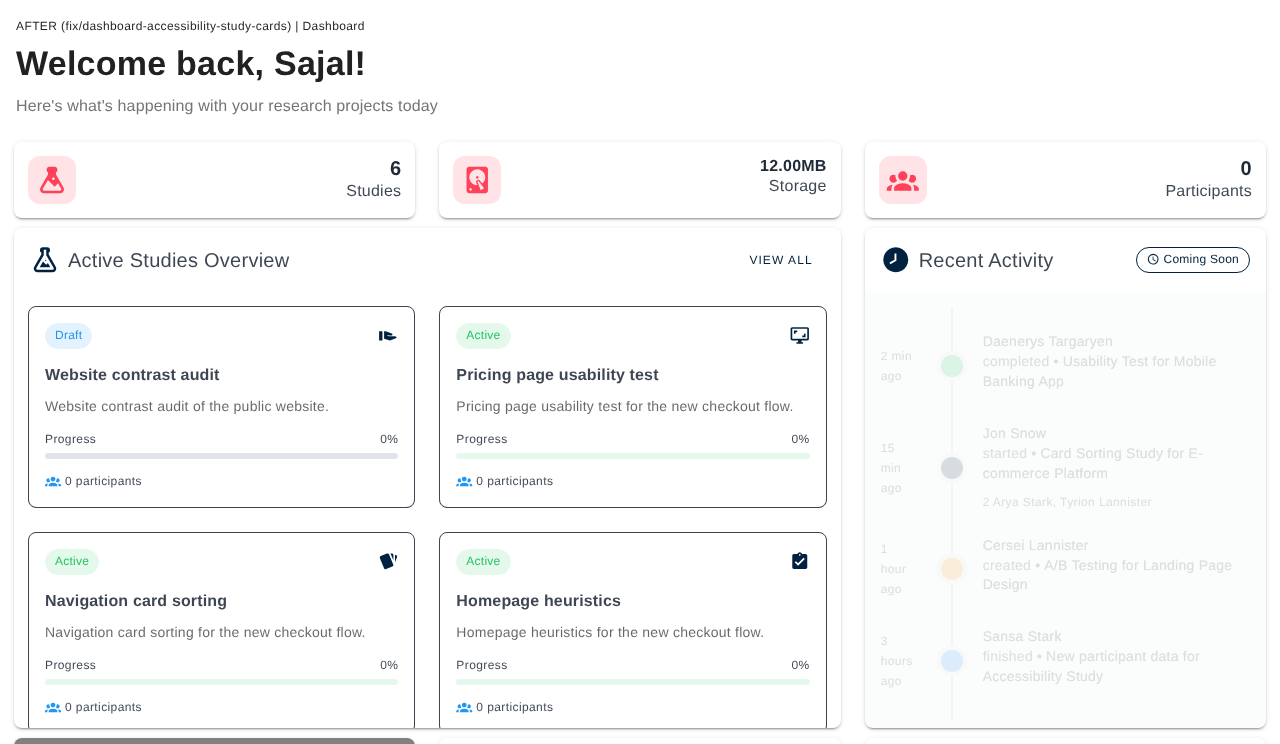 AFTER (fix/dashboard-accessibility-study-cards) | Dashboard
Welcome back, Sajal!
Here's what's happening with your research projects today
6
Studies
12.00MB
Storage
0
Participants
Active Studies Overview
VIEW ALL
Draft
Website contrast audit
Website contrast audit of the public website.
Progress
0%
0 participants
Active
Pricing page usability test
Pricing page usability test for the new checkout flow.
Progress
0%
0 participants
Active
Navigation card sorting
Navigation card sorting for the new checkout flow.
Progress
0%
0 participants
Active
Homepage heuristics
Homepage heuristics for the new checkout flow.
Progress
0%
0 participants
Recent Activity
Coming Soon
2 min
ago
Daenerys Targaryen
completed • Usability Test for Mobile
Banking App
15
min
ago
Jon Snow
started • Card Sorting Study for E-
commerce Platform
2 Arya Stark, Tyrion Lannister
1
hour
ago
Cersei Lannister
created • A/B Testing for Landing Page
Design
3
hours
ago
Sansa Stark
finished • New participant data for
Accessibility Study